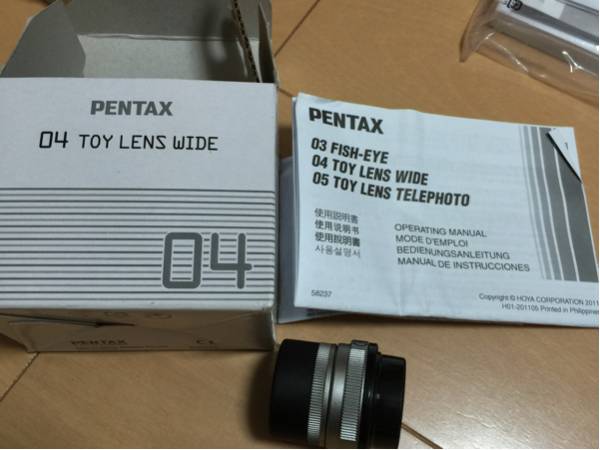 PENTAX
04 TOY LENS WIDE
04
PENTAX
PENTAX
03 FISH-EYE
04 TOY LENS WIDE
05 TOY LENS TELEPHOTO
使用説明書
使用说明书
使用說明書
사용설명서
OPERATING MANUAL
MODE D'EMPLOI
BEDIENUNGSANLEITUNG
MANUAL DE INSTRUCCIONES
58237
Copyright © HOYA CORPORATION 2011
H01-201105 Printed in Philippines
1